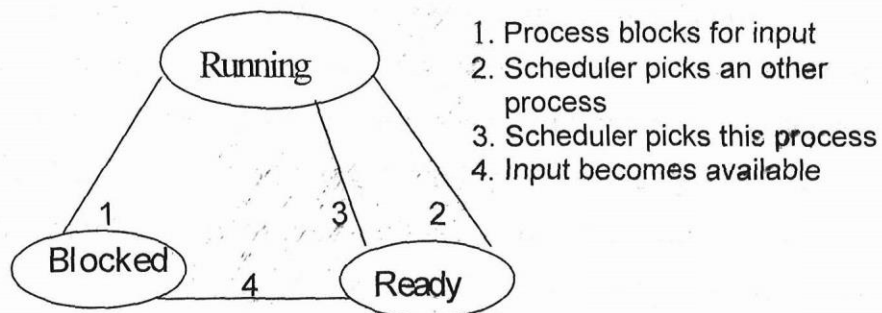 Running
1. Process blocks for input
2. Scheduler picks an other
process
3. Scheduler picks this process
4. Input becomes available
1
3
2
Blocked
4
Ready